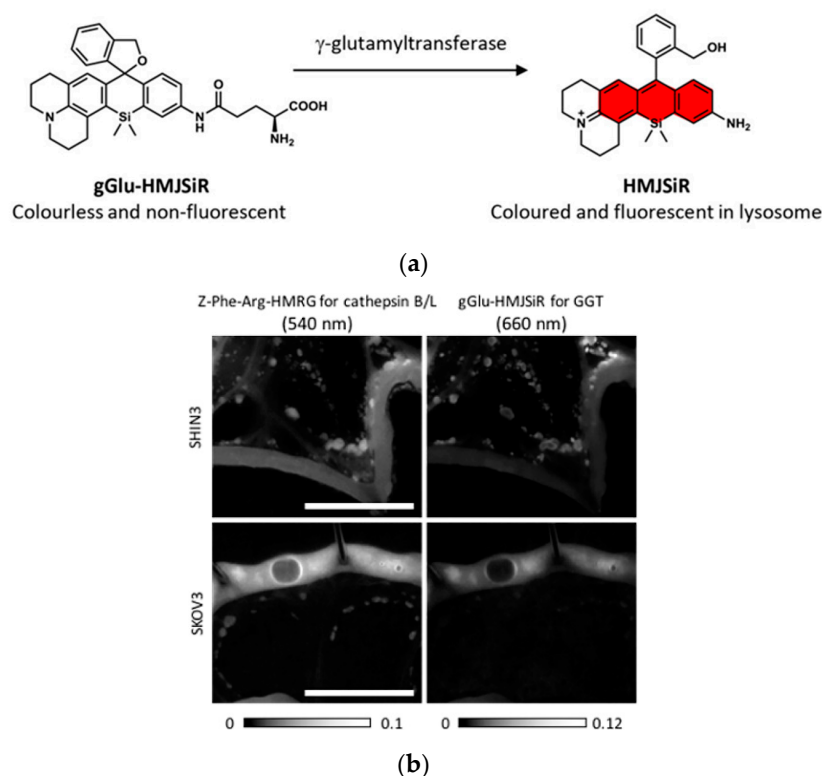 γ-glutamyltransferase
O
N
Si
N
H
O
COOH
NH₂
OH
N
+
Si
NH₂
gGlu-HMJSiR
Colourless and non-fluorescent
HMJSiR
Coloured and fluorescent in lysosome
(a)
Z-Phe-Arg-HMRG for cathepsin B/L
(540 nm)
gGlu-HMJSiR for GGT
(660 nm)
SHIN3
SKOV3
0 0.1
0 0.12
(b)